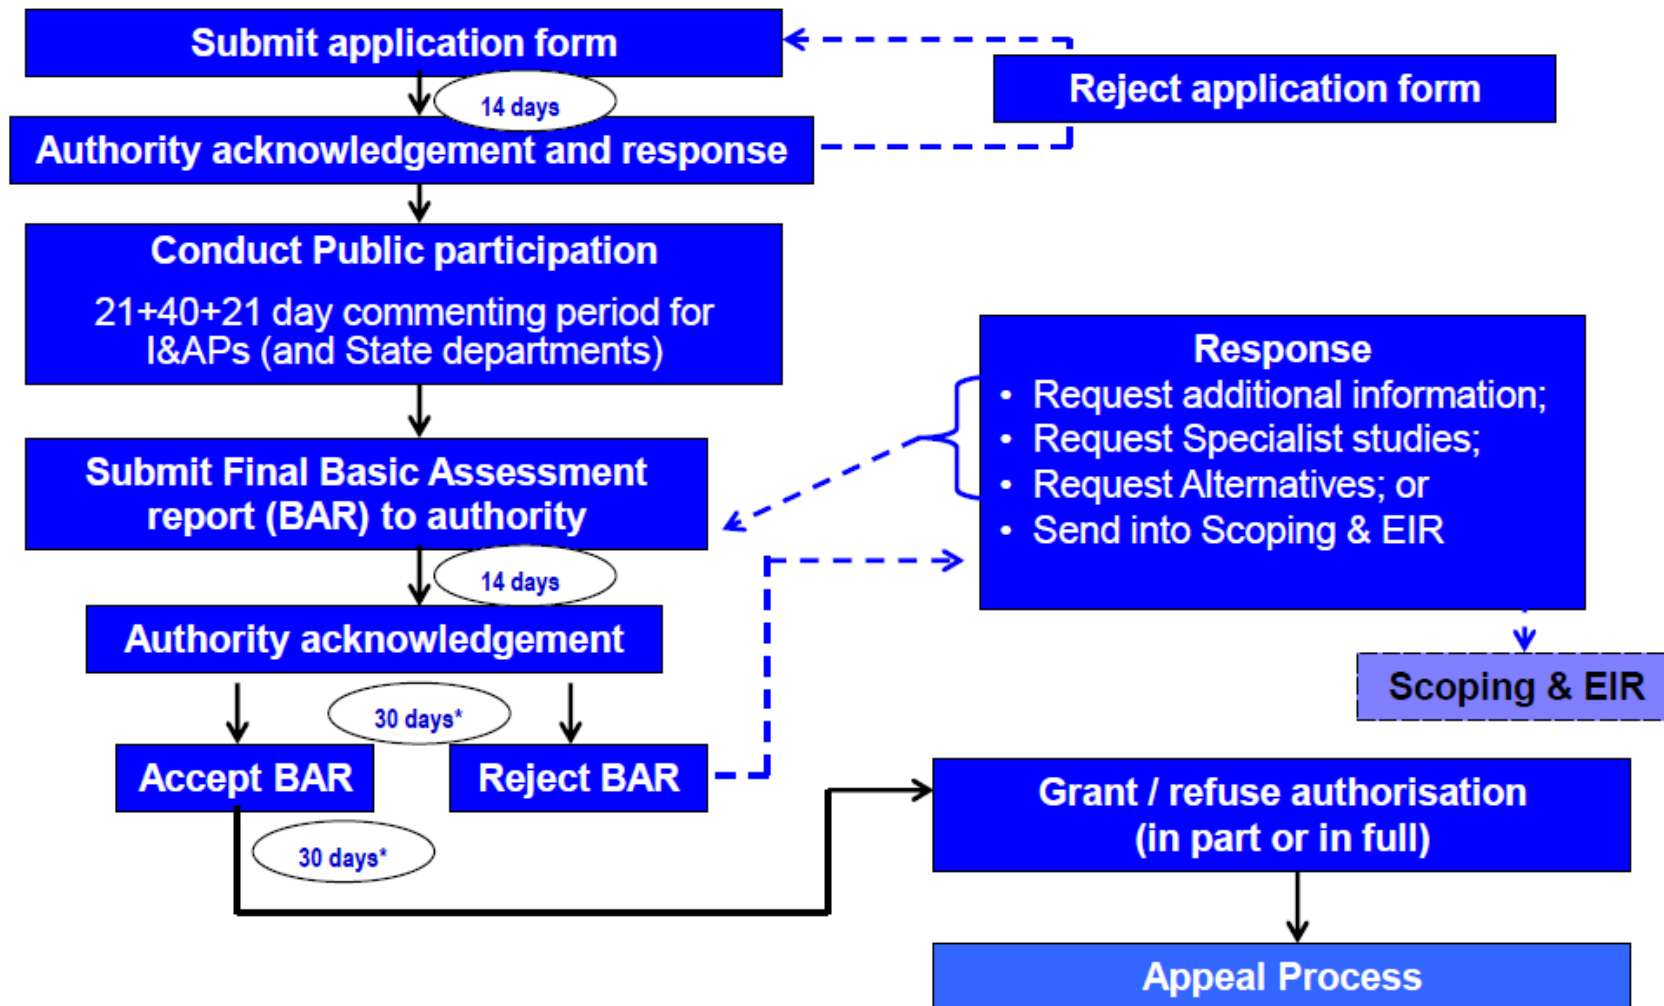 Submit application form
Reject application form
14 days
Authority acknowledgement and response
Conduct Public participation
21+40+21 day commenting period for
I&APs (and State departments)
Response
• Request additional information;
• Request Specialist studies;
• Request Alternatives; or
• Send into Scoping & EIR
Submit Final Basic Assessment
report (BAR) to authority
14 days
Authority acknowledgement
Scoping & EIR
30 days*
Accept BAR
Reject BAR
Grant / refuse authorisation
(in part or in full)
30 days*
Appeal Process